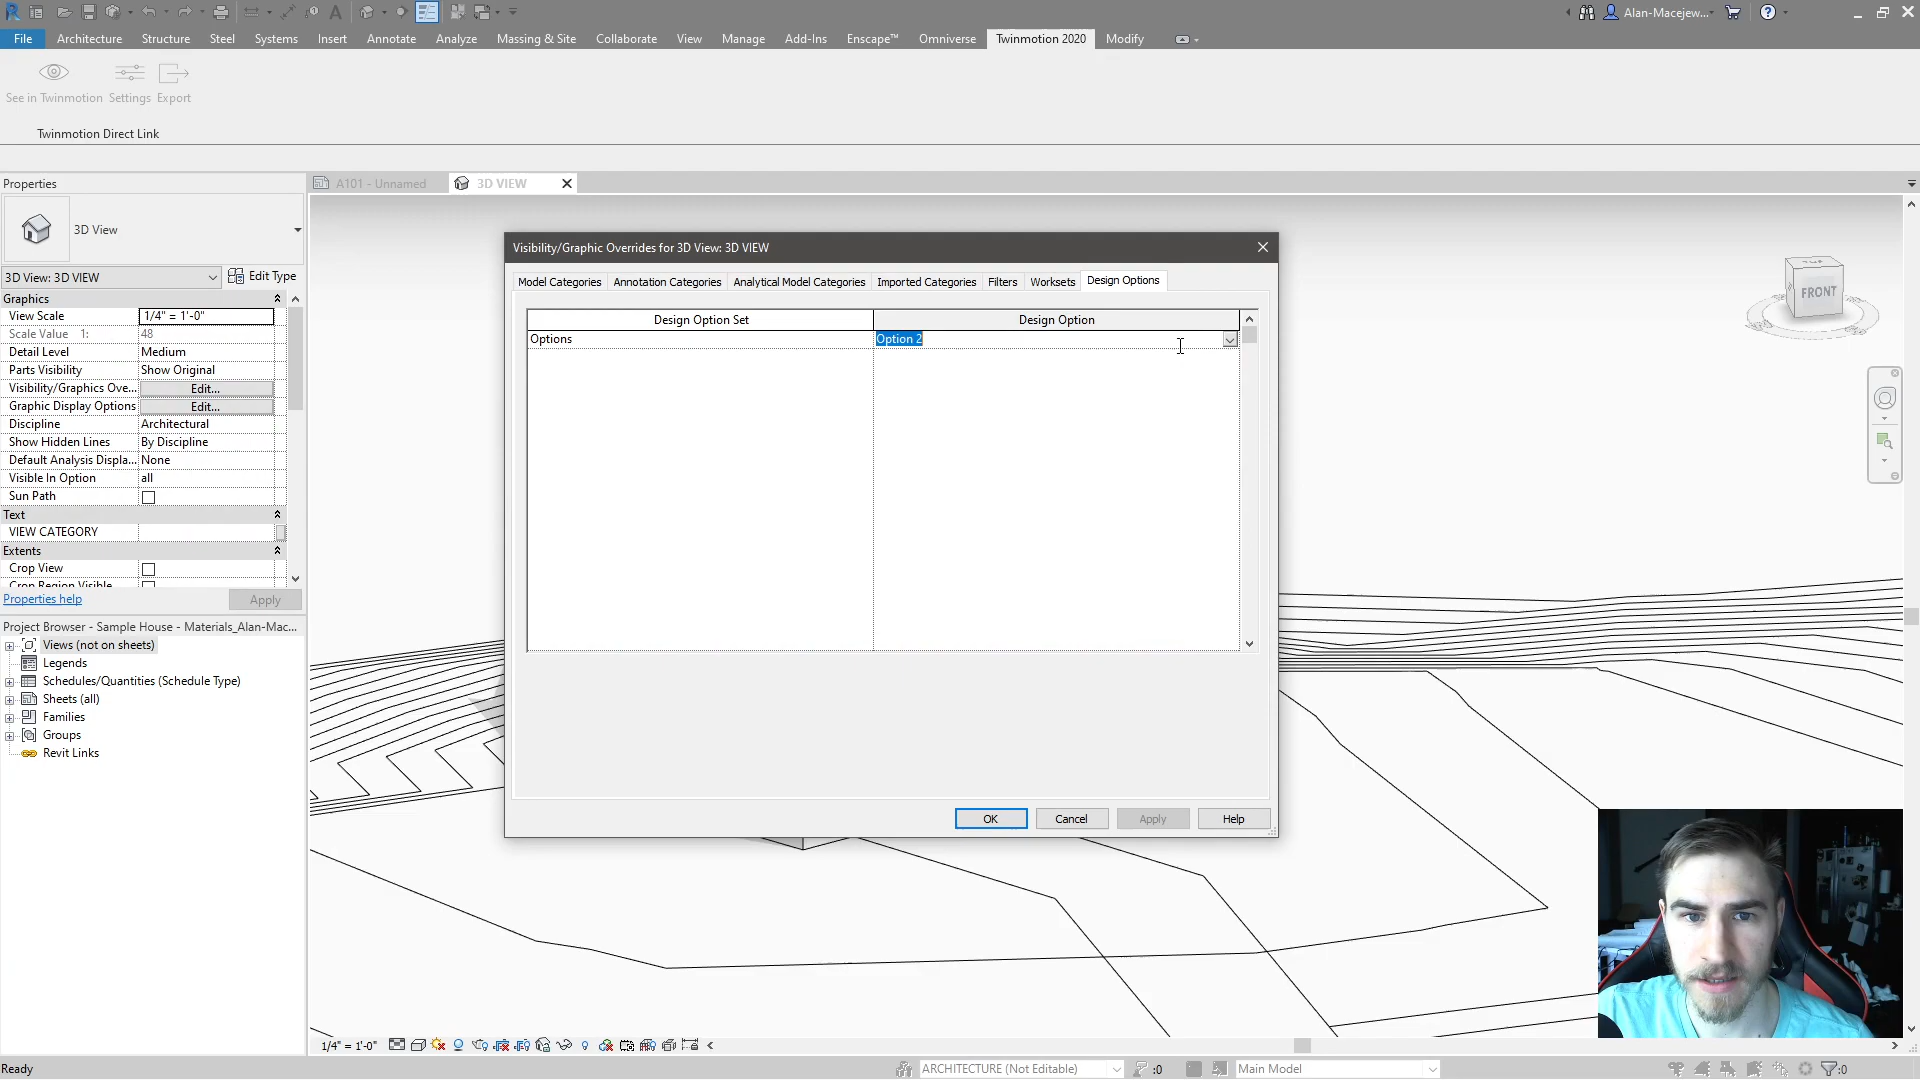 Alan-Macejew...
File Architecture Structure Steel Systems Insert Annotate Analyze Massing & Site Collaborate View Manage Add-Ins Enscape™ Omniverse Twinmotion 2020 Modify
See in Twinmotion Settings Export
Twinmotion Direct Link
Properties
A101 - Unnamed
3D VIEW
3D View
3D View: 3D VIEW
Edit Type
Graphics
View Scale 1/4" = 1'-0"
Scale Value 1: 48
Detail Level Medium
Parts Visibility Show Original
Visibility/Graphics Ove... Edit...
Graphic Display Options Edit...
Discipline Architectural
Show Hidden Lines By Discipline
Default Analysis Displa... None
Visible In Option all
Sun Path
Text
VIEW CATEGORY
Extents
Crop View
Crop Region Visible
Properties help
Apply
Project Browser - Sample House - Materials_Alan-Mac...
Views (not on sheets)
Legends
Schedules/Quantities (Schedule Type)
Sheets (all)
Families
Groups
Revit Links
Visibility/Graphic Overrides for 3D View: 3D VIEW
Model Categories Annotation Categories Analytical Model Categories Imported Categories Filters Worksets Design Options
Design Option Set Design Option
Options Option 2
OK Cancel Apply Help
TOP
FRONT
1/4" = 1'-0"
Ready
ARCHITECTURE (Not Editable)
:0
Main Model
:0